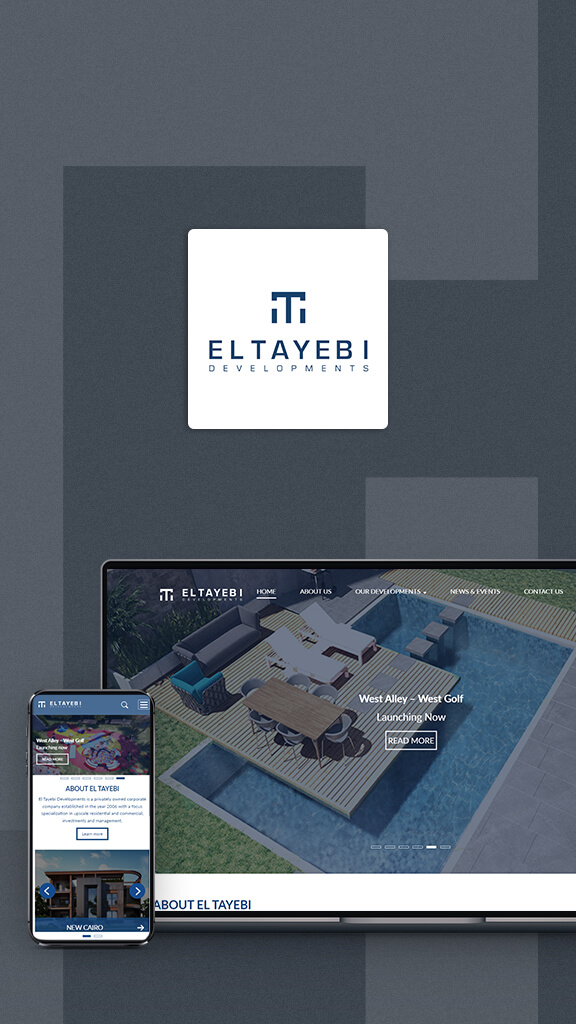 ELTAYEBI
DEVELOPMENTS
ELTAYEBI
DEVELOPMENTS
HOME
ABOUT US
OUR DEVELOPMENTS
NEWS & EVENTS
CONTACT US
West Alley – West Golf
Launching Now
READ MORE
ABOUT EL TAYEBI
ELTAYEBI
West Alley – West Golf
Launching now
READ MORE
ABOUT EL TAYEBI
El Tayebi Developments is a privately owned corporate
company established in the year 2006 with a focus,
specialization in upscale residential and commercial,
investments and management.
Learn more
NEW CAIRO